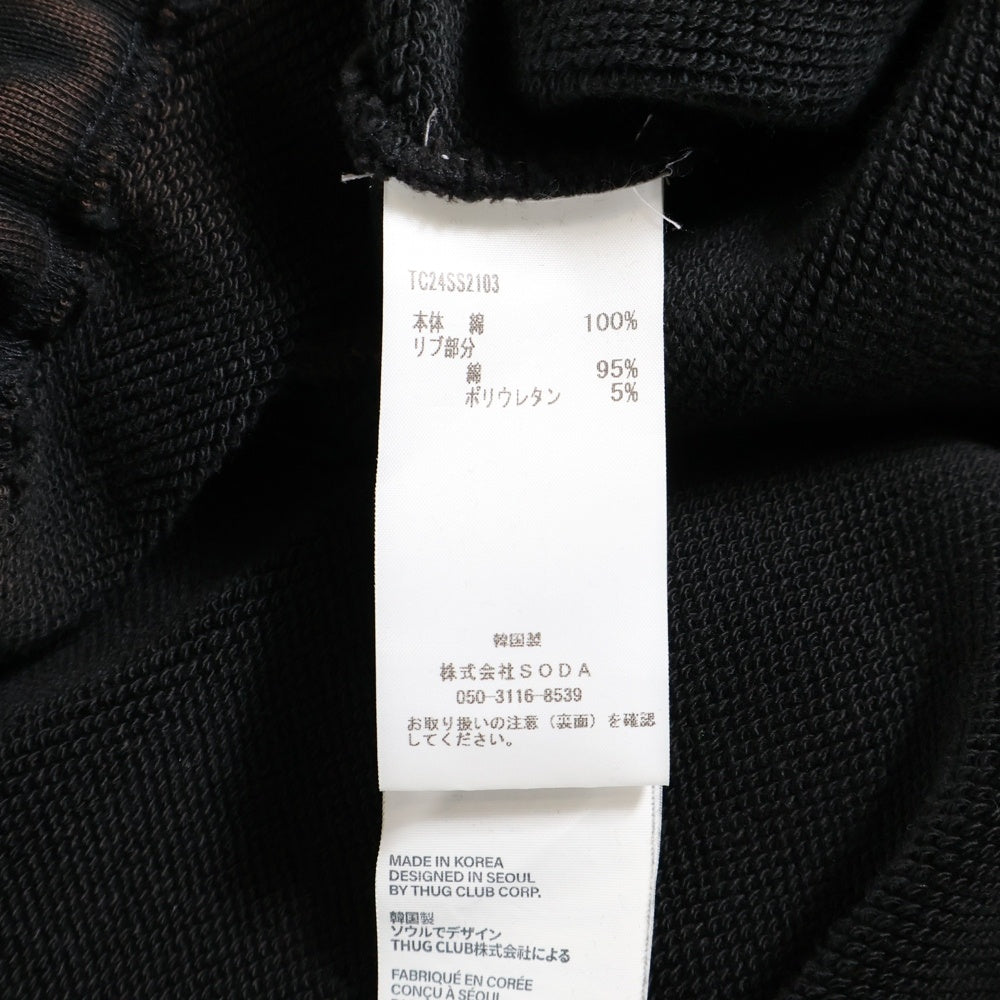 TC24SS2103
本体 綿 100%
リブ部分
綿 95%
ポリウレタン 5%
韓国製
株式会社SODA
050-3116-8539
お取り扱いの注意(裏面)を確認
してください。
MADE IN KOREA
DESIGNED IN SEOUL
BY THUG CLUB CORP.
韓国製
ソウルでデザイン
THUG CLUB株式会社による
FABRIQUÉ EN CORÉE
CONÇU À SÉOUL